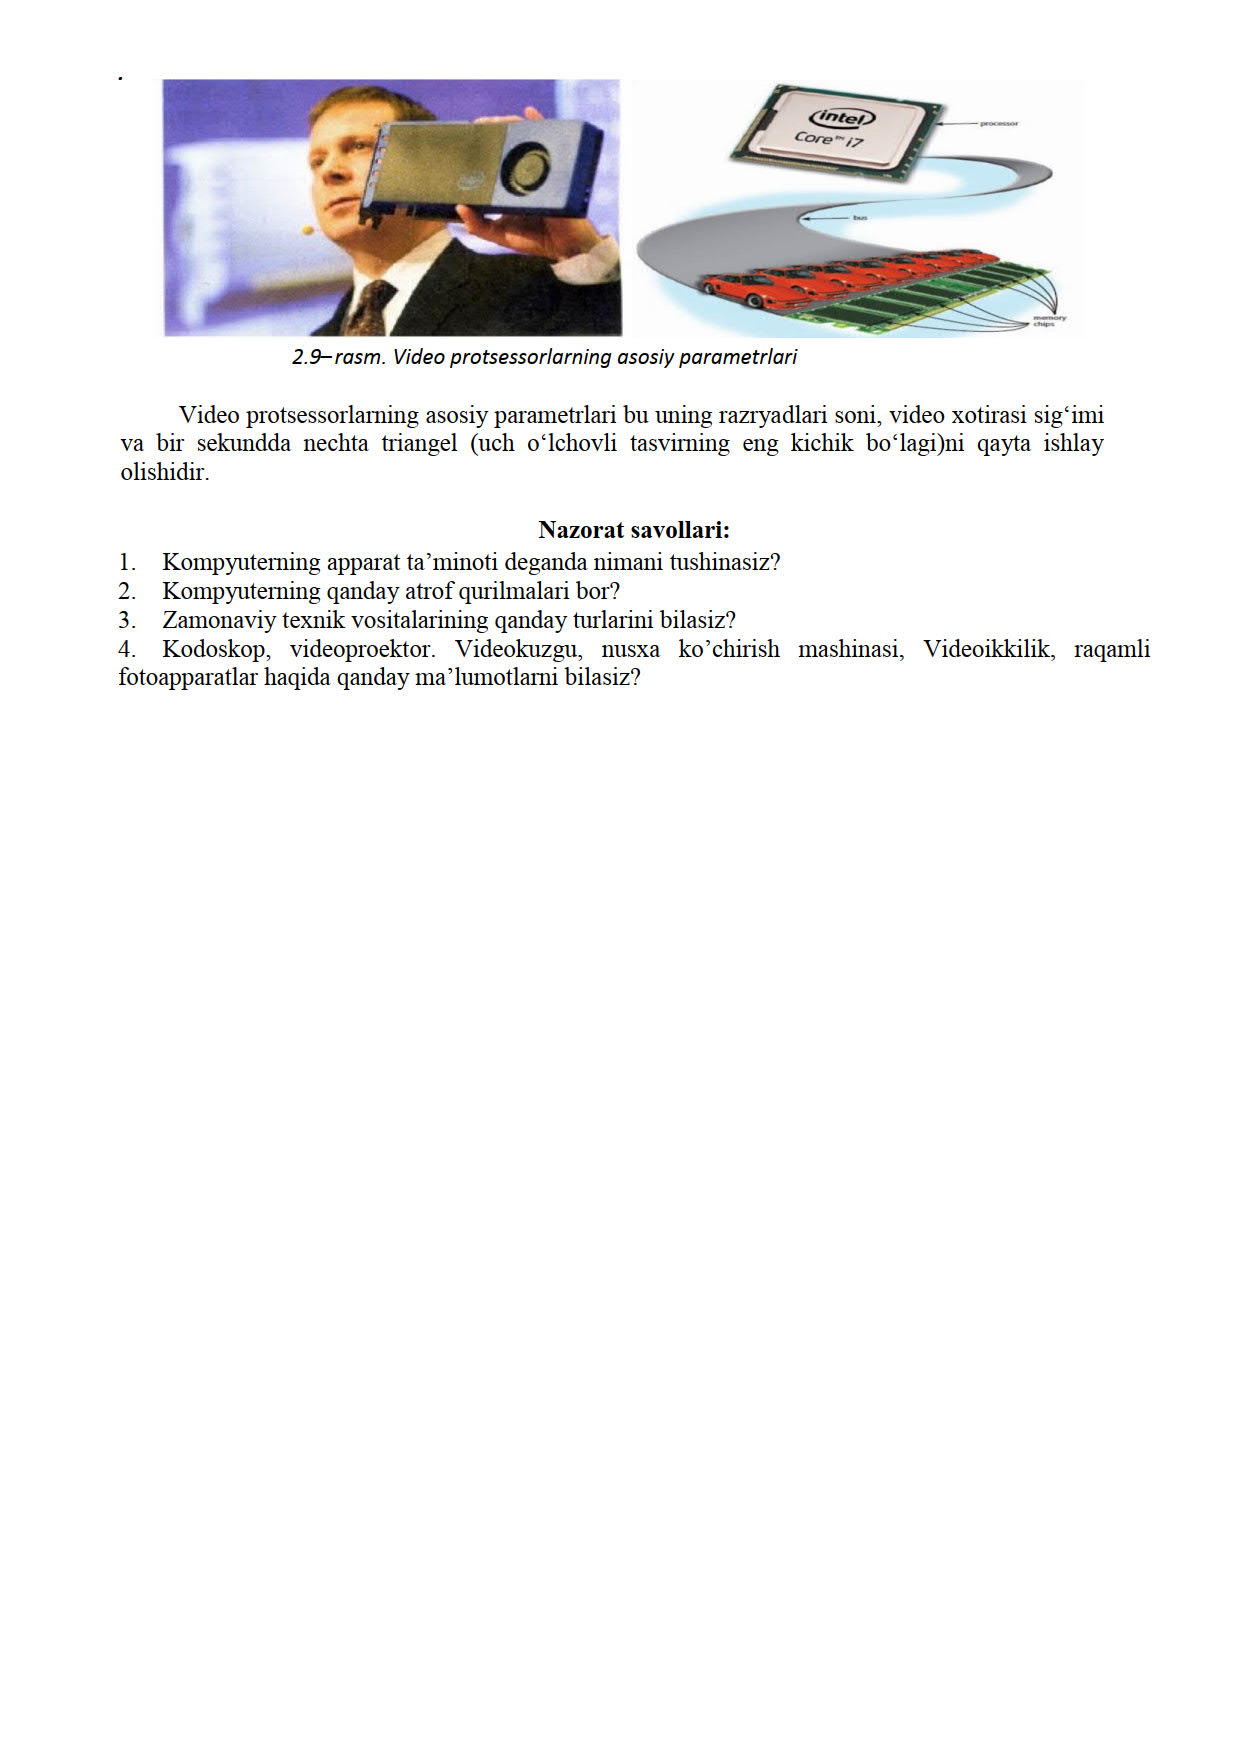 .
intel
Core™ i7
processor
bus
memory
chips
2.9–rasm. Video protsessorlarning asosiy parametrlari
Video protsessorlarning asosiy parametrlari bu uning razryadlari soni, video xotirasi sig‘imi
va bir sekundda nechta triangel (uch o‘lchovli tasvirning eng kichik bo‘lagi)ni qayta ishlay
olishidir.
Nazorat savollari:
1. Kompyuterning apparat ta’minoti deganda nimani tushinasiz?
2. Kompyuterning qanday atrof qurilmalari bor?
3. Zamonaviy texnik vositalarining qanday turlarini bilasiz?
4. Kodoskop, videoproektor. Videokuzgu, nusxa ko’chirish mashinasi, Videoikkilik, raqamli
fotoapparatlar haqida qanday ma’lumotlarni bilasiz?